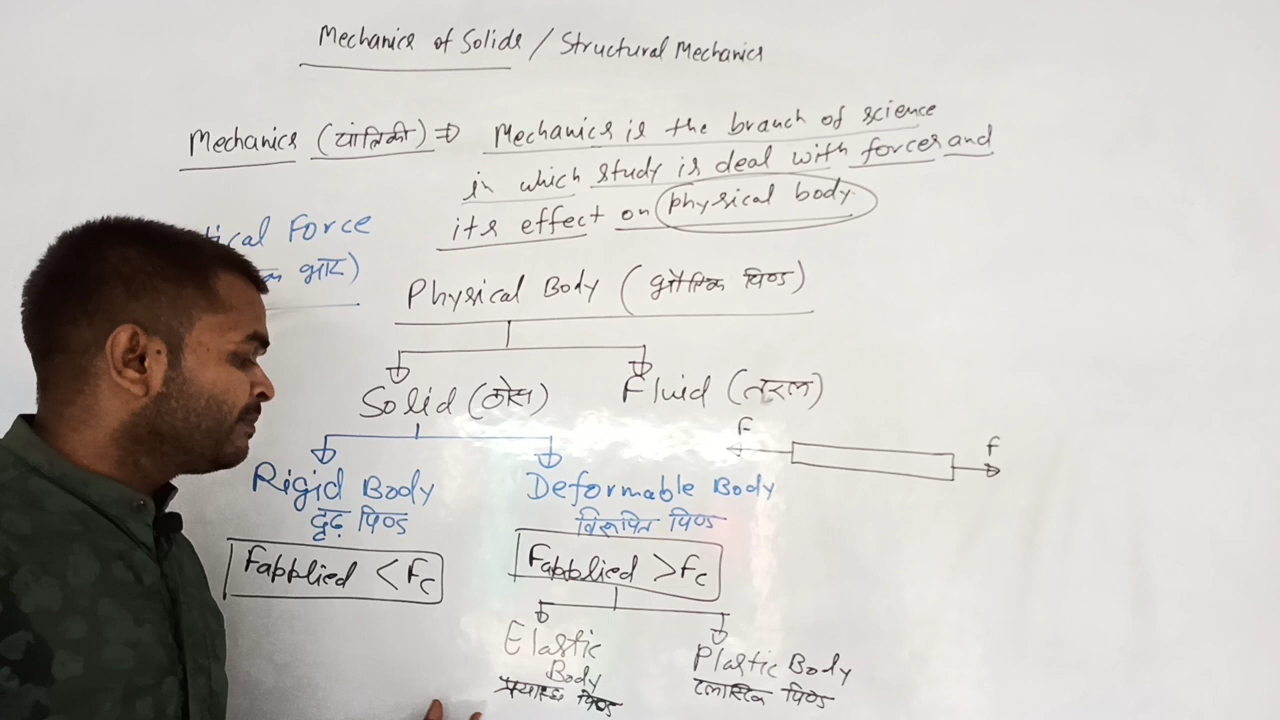 Mechanics of Solids / Structural Mechanics
Mechanics (यांत्रिकी) ⇒ Mechanics is the branch of science
in which study is deal with forces and
its effect on physical body.
tical Force
भार)
Physical Body (भौतिक पिण्ड)
Solid (ठोस) Fluid (तरल)
F f
Rigid Body Deformable Body
दृढ़ पिण्ड विरूपित पिण्ड
Fapplied < Fc Fapplied > fc
Elastic Plastic Body
Body प्लास्टिक पिण्ड
प्रत्यास्थ पिण्ड